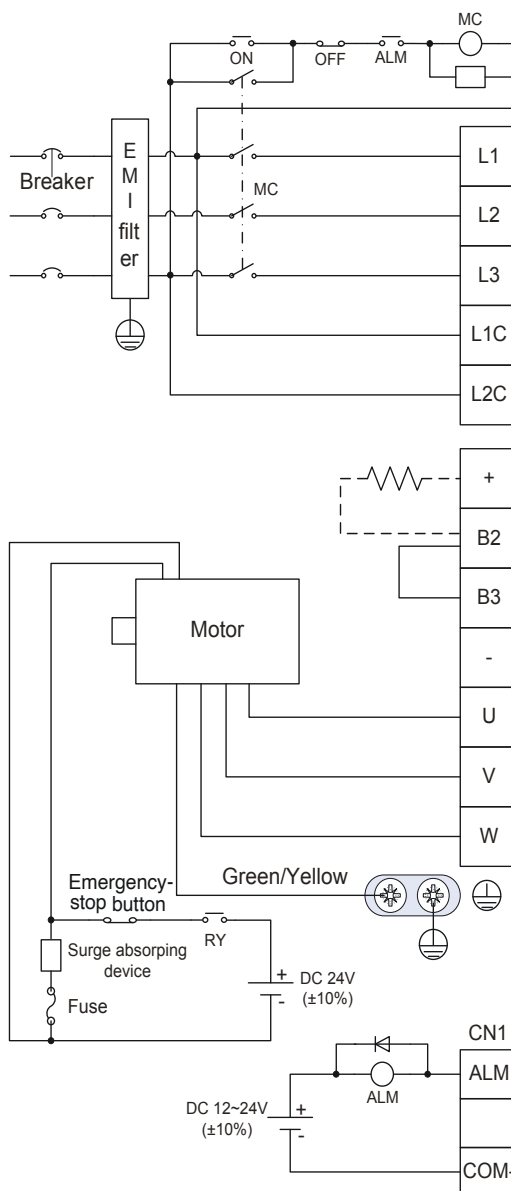 MC
ON
OFF
ALM
E
M
I
filt
er
Breaker
MC
L1
L2
L3
L1C
L2C
+
B2
B3
-
U
V
W
Motor
Green/Yellow
Emergency-
stop button
RY
Surge absorping
device
Fuse
+
-
DC 24V
(±10%)
CN1
ALM
ALM
DC 12~24V
(±10%)
+
-
COM-